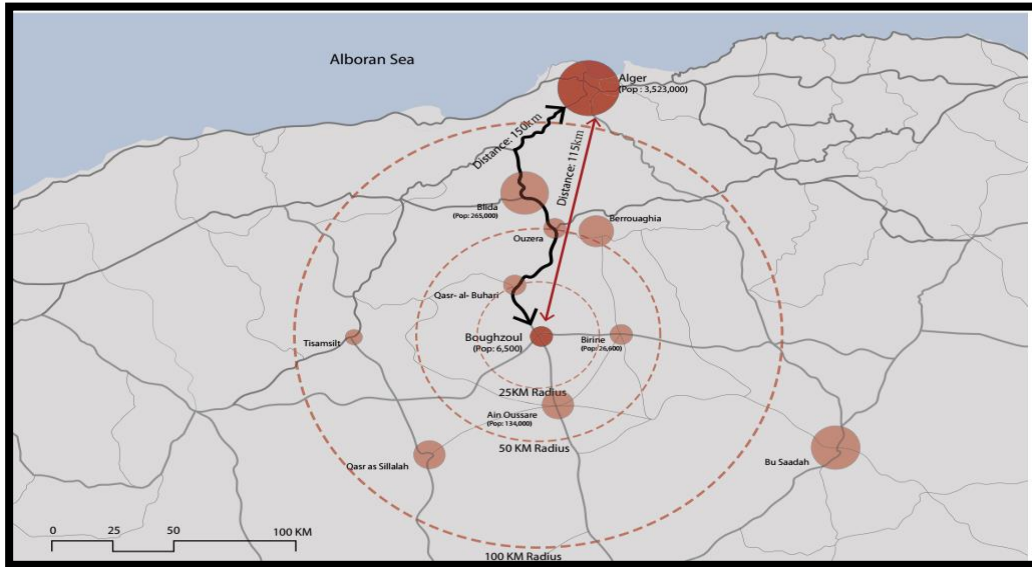 Alboran Sea
Alger
(Pop : 3,523,000)
Distance: 150km
Distance: 115km
Blida
(Pop: 265,000)
Berrouaghia
Ouzera
Qasr- al- Buhari
Tisamsilt
Boughzoul
(Pop: 6,500)
Birine
(Pop: 26,600)
25KM Radius
Ain Oussare
(Pop: 134,000)
50 KM Radius
Qasr as Sillalah
Bu Saadah
0 25 50 100 KM
100 KM Radius